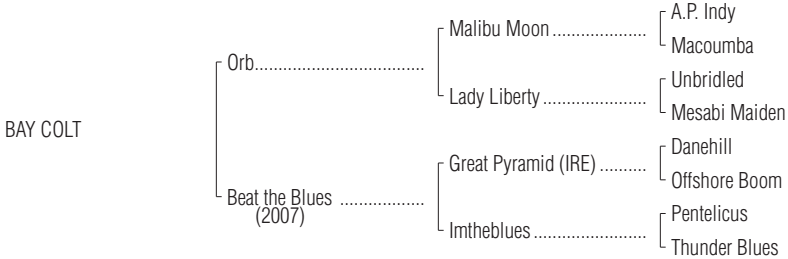 A.P. Indy
Malibu Moon ....................
Macoumba
Orb....................................
Unbridled
Lady Liberty ......................
Mesabi Maiden
BAY COLT
Danehill
Great Pyramid (IRE) ..........
Offshore Boom
Beat the Blues ..................
(2007)
Pentelicus
Imtheblues ........................
Thunder Blues